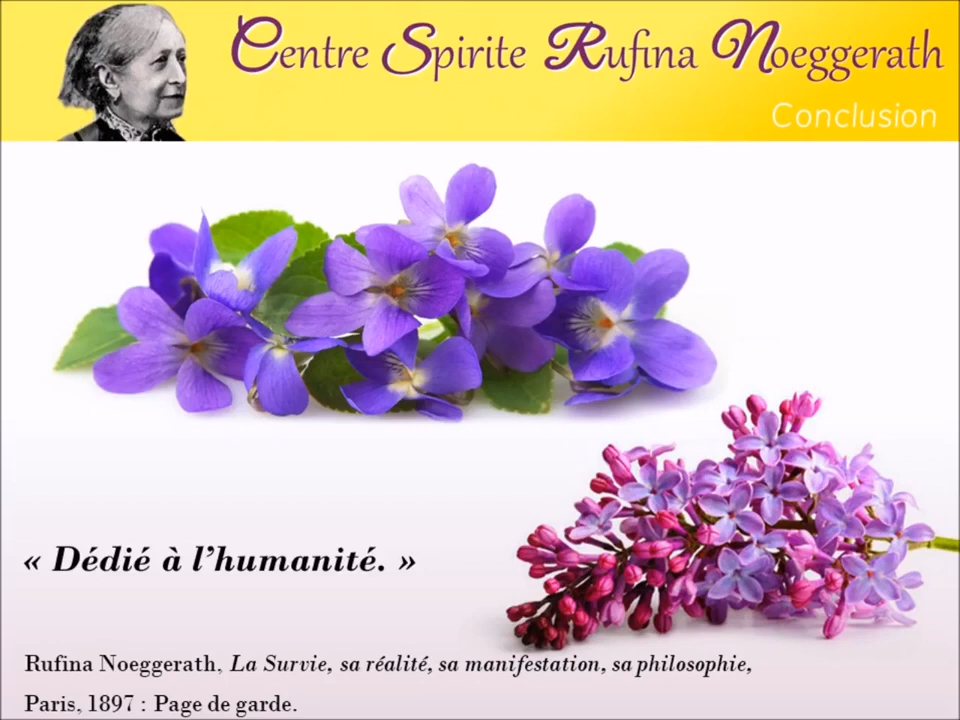 Centre Spirite Rufina Noeggerath
Conclusion
« Dédié à l’humanité. »
Rufina Noeggerath, La Survie, sa réalité, sa manifestation, sa philosophie,
Paris, 1897 : Page de garde.